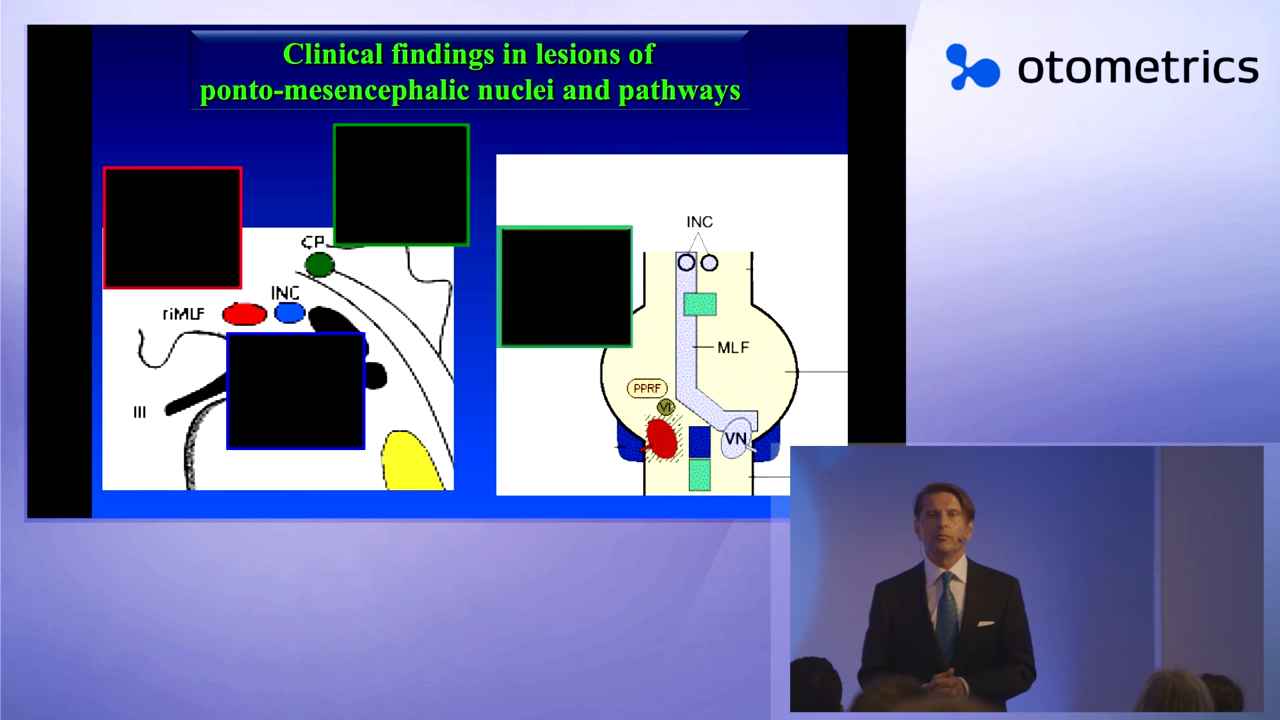 Clinical findings in lesions of
ponto-mesencephalic nuclei and pathways
otometrics
CP
INC
riMLF
III
INC
MLF
PPRF
VI
VN